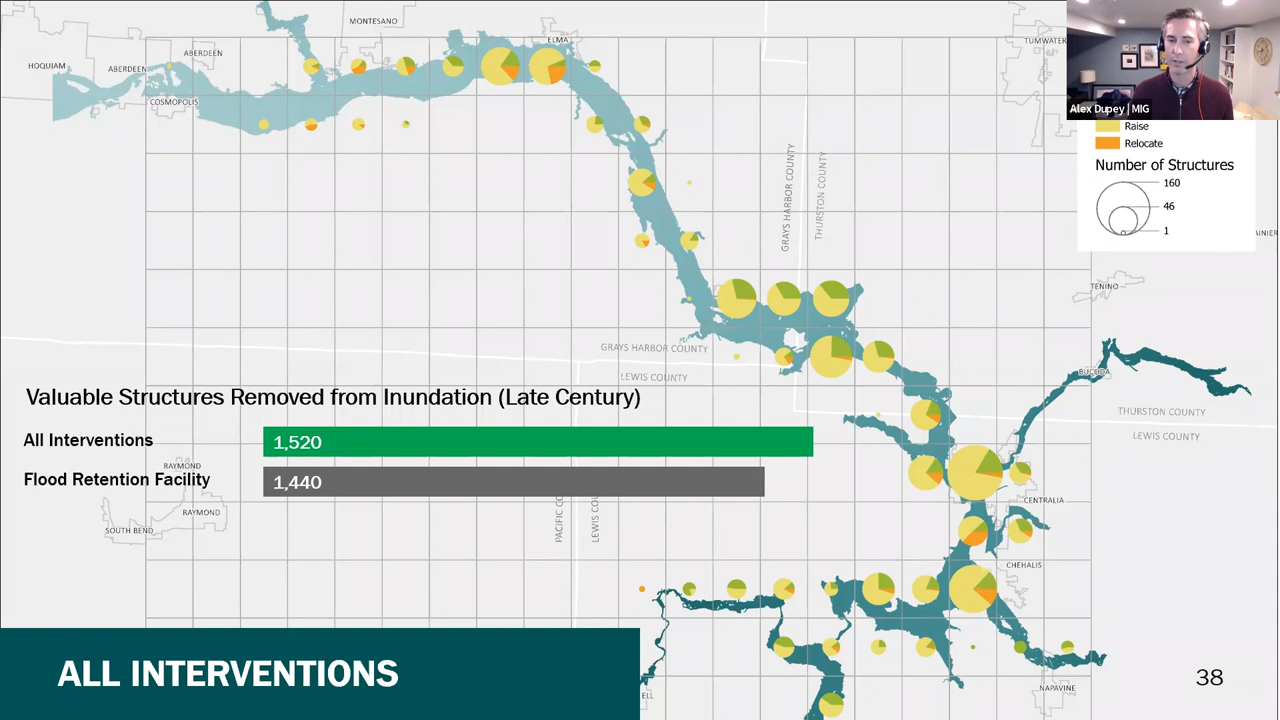 MONTESANO
ELMA
TUMWATER
ABERDEEN
HOQUIAM
ABERDEEN
COSMOPOLIS
Alex Dupey | MIG
Raise
Relocate
Number of Structures
160
46
1
GRAYS HARBOR COUNTY
THURSTON COUNTY
TENINO
GRAYS HARBOR COUNTY
LEWIS COUNTY
BUCODA
THURSTON COUNTY
LEWIS COUNTY
Valuable Structures Removed from Inundation (Late Century)
All Interventions
1,520
RAYMOND
Flood Retention Facility
1,440
RAYMOND
SOUTH BEND
PACIFIC CO
LEWIS COU
CENTRALIA
CHEHALIS
NAPAVINE
ELL
ALL INTERVENTIONS
38